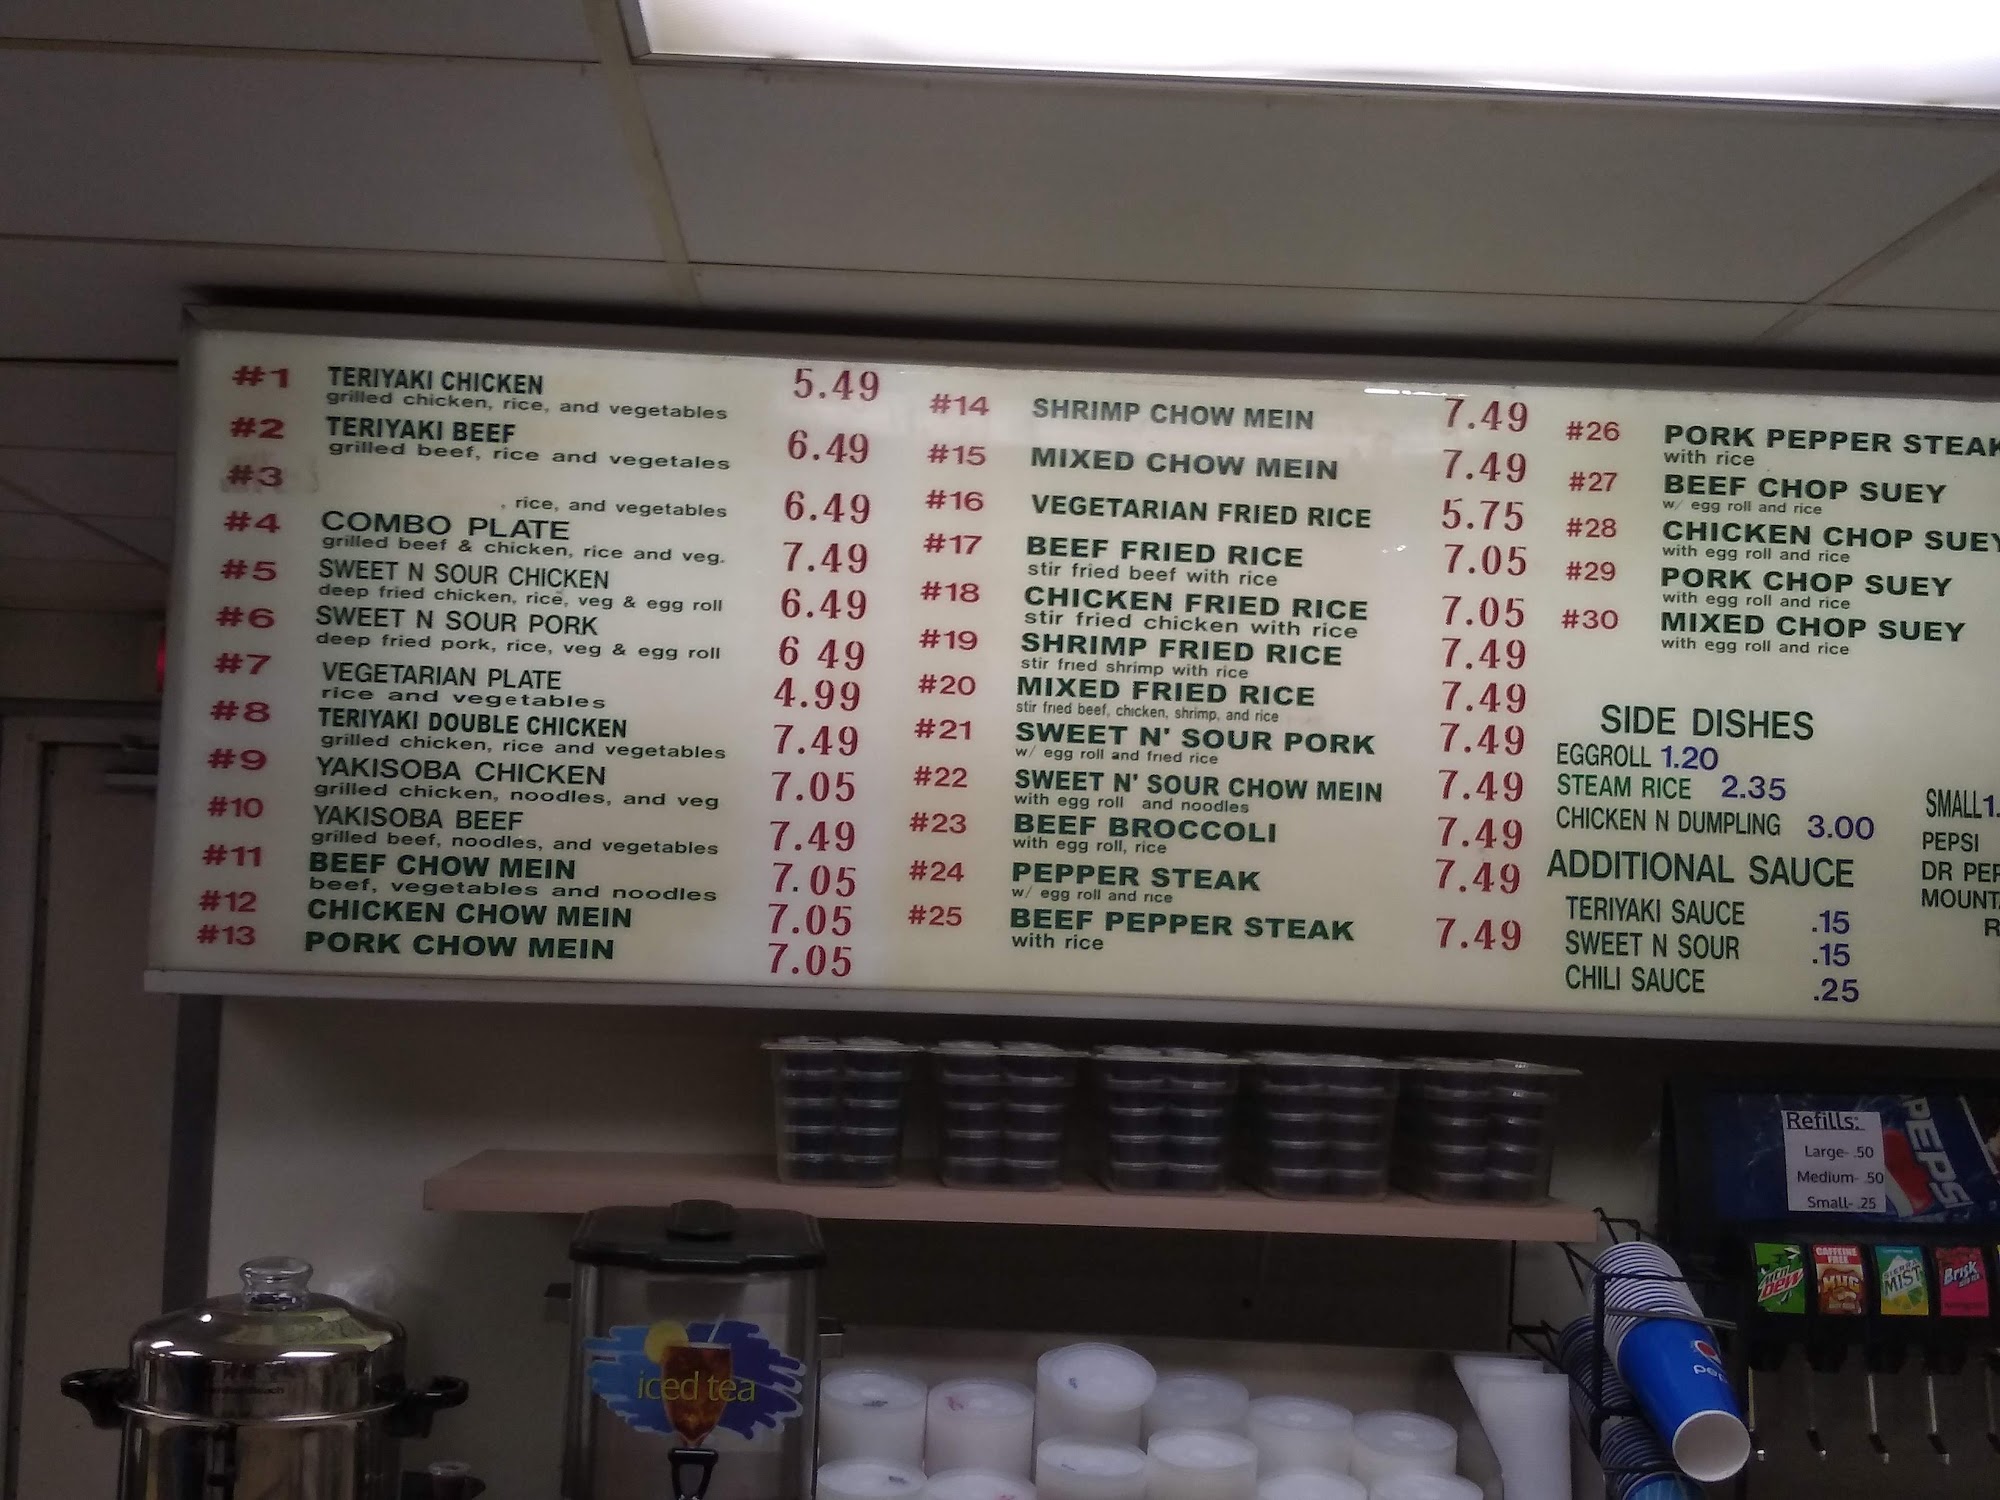 #1 TERIYAKI CHICKEN 5.49
grilled chicken, rice, and vegetables
#2 TERIYAKI BEEF 6.49
grilled beef, rice and vegetales
#3
, rice, and vegetables 6.49
#4 COMBO PLATE 7.49
grilled beef & chicken, rice and veg.
#5 SWEET N SOUR CHICKEN 6.49
deep fried chicken, rice, veg & egg roll
#6 SWEET N SOUR PORK 6 49
deep fried pork, rice, veg & egg roll
#7 VEGETARIAN PLATE 4.99
rice and vegetables
#8 TERIYAKI DOUBLE CHICKEN 7.49
grilled chicken, rice and vegetables
#9 YAKISOBA CHICKEN 7.05
grilled chicken, noodles, and veg
#10 YAKISOBA BEEF 7.49
grilled beef, noodles, and vegetables
#11 BEEF CHOW MEIN 7.05
beef, vegetables and noodles
#12 CHICKEN CHOW MEIN 7.05
#13 PORK CHOW MEIN 7.05
#14 SHRIMP CHOW MEIN 7.49
#15 MIXED CHOW MEIN 7.49
#16 VEGETARIAN FRIED RICE 5.75
#17 BEEF FRIED RICE 7.05
stir fried beef with rice
#18 CHICKEN FRIED RICE 7.05
stir fried chicken with rice
#19 SHRIMP FRIED RICE 7.49
stir fried shrimp with rice
#20 MIXED FRIED RICE 7.49
stir fried beef, chicken, shrimp, and rice
#21 SWEET N' SOUR PORK 7.49
w/ egg roll and fried rice
#22 SWEET N' SOUR CHOW MEIN 7.49
with egg roll and noodles
#23 BEEF BROCCOLI 7.49
with egg roll, rice
#24 PEPPER STEAK 7.49
w/ egg roll and rice
#25 BEEF PEPPER STEAK 7.49
with rice
#26 PORK PEPPER STEAK
with rice
#27 BEEF CHOP SUEY
w/ egg roll and rice
#28 CHICKEN CHOP SUEY
with egg roll and rice
#29 PORK CHOP SUEY
with egg roll and rice
#30 MIXED CHOP SUEY
with egg roll and rice
SIDE DISHES
EGGROLL 1.20
STEAM RICE 2.35
CHICKEN N DUMPLING 3.00
ADDITIONAL SAUCE
TERIYAKI SAUCE .15
SWEET N SOUR .15
CHILI SAUCE .25
SMALL 1.
PEPSI
DR PEP
MOUNTA
R
Refills:
Large- .50
Medium- .50
Small- .25
PEPSI
MTN DEW
CAFFEINE FREE
MUG
SIERRA MIST
Brisk
iced tea
pepsi